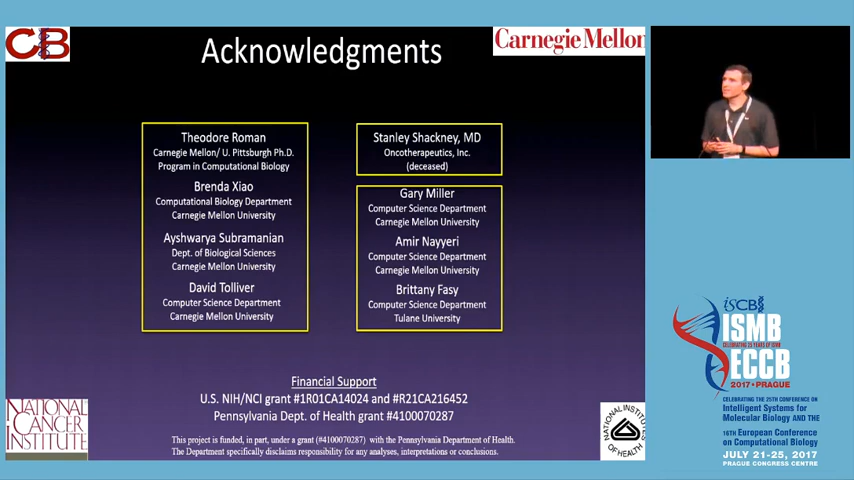 CB
Acknowledgments
Carnegie Mellon
Theodore Roman
Carnegie Mellon/ U. Pittsburgh Ph.D.
Program in Computational Biology
Brenda Xiao
Computational Biology Department
Carnegie Mellon University
Ayshwarya Subramanian
Dept. of Biological Sciences
Carnegie Mellon University
David Tolliver
Computer Science Department
Carnegie Mellon University
Stanley Shackney, MD
Oncotherapeutics, Inc.
(deceased)
Gary Miller
Computer Science Department
Carnegie Mellon University
Amir Nayyeri
Computer Science Department
Carnegie Mellon University
Brittany Fasy
Computer Science Department
Tulane University
Financial Support
U.S. NIH/NCI grant #1R01CA14024 and #R21CA216452
Pennsylvania Dept. of Health grant #4100070287
This project is funded, in part, under a grant (#4100070287) with the Pennsylvania Department of Health.
The Department specifically disclaims responsibility for any analyses, interpretations or conclusions.
NATIONAL
CANCER
INSTITUTE
NATIONAL INSTITUTES
OF HEALTH
ISCB
ISMB
CELEBRATING 25 YEARS OF ISMB
ECCB
2017 • PRAGUE
CELEBRATING THE 25TH CONFERENCE ON
Intelligent Systems for
Molecular Biology AND THE
16TH European Conference
on Computational Biology
JULY 21-25, 2017
PRAGUE CONGRESS CENTRE